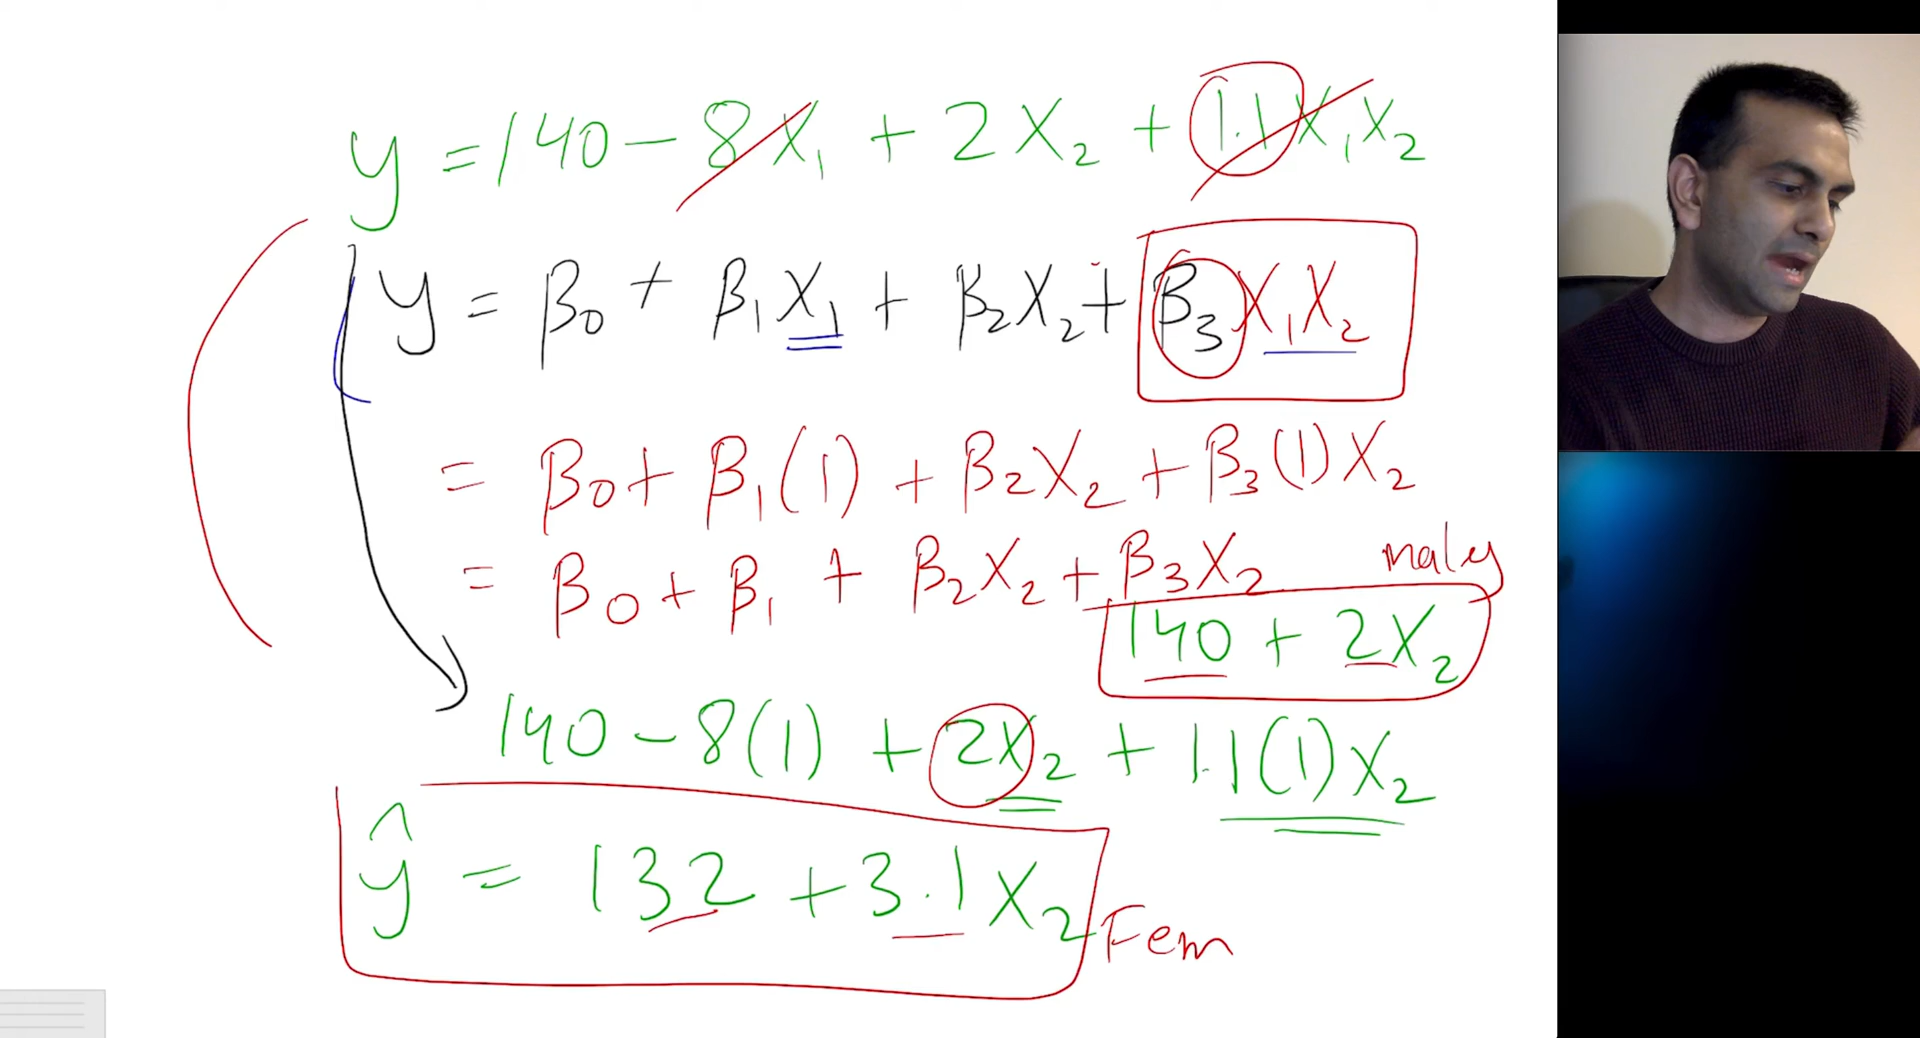 y = 140 - 8X₁ + 2X₂ + 1.1X₁X₂
y = β₀ + β₁X₁ + β₂X₂ + β₃X₁X₂
= β₀ + β₁(1) + β₂X₂ + β₃(1)X₂
= β₀ + β₁ + β₂X₂ + β₃X₂
males
140 + 2X₂
140 - 8(1) + 2X₂ + 1.1(1)X₂
ŷ = 132 + 3.1X₂
Fem